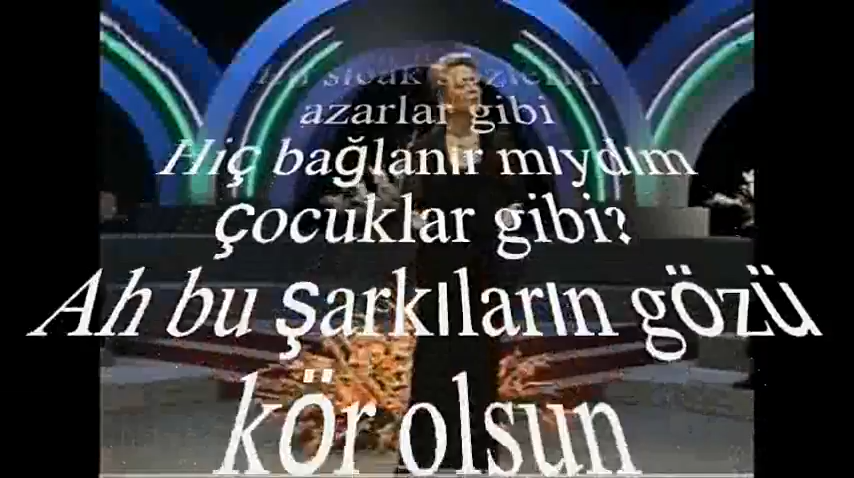 azarlar gibi
Hiç bağlanır mıydım
çocuklar gibi?
Ah bu şarkıların gözü
kör olsun